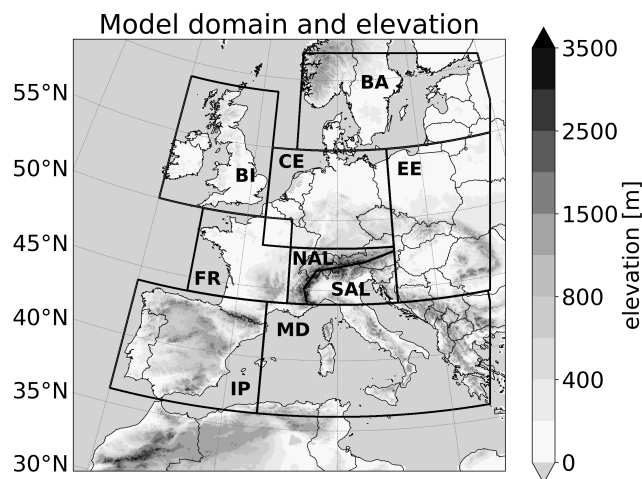 Model domain and elevation
55°N
50°N
45°N
40°N
35°N
30°N
BA
BI
CE
EE
NAL
FR
SAL
MD
IP
3500
2500
1500
800
400
0
elevation [m]